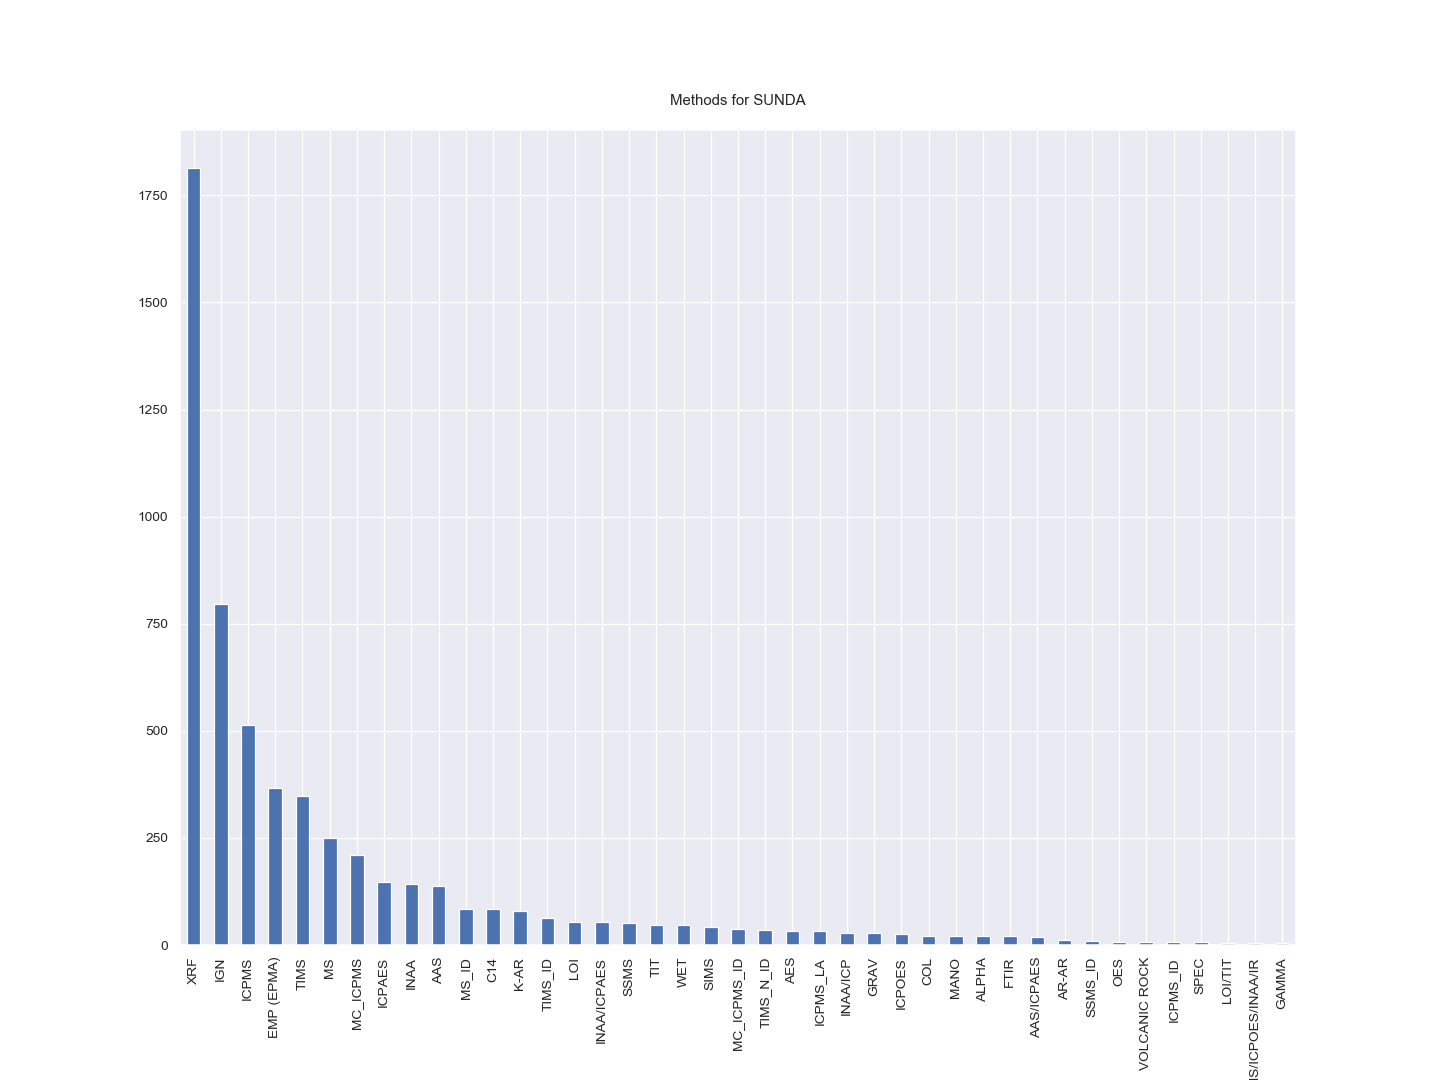 Methods for SUNDA
1750
1500
1250
1000
750
500
250
0
XRF
IGN
ICPMS
EMP (EPMA)
TIMS
MS
MC_ICPMS
ICPAES
INAA
AAS
MS_ID
C14
K-AR
TIMS_ID
LOI
INAA/ICPAES
SSMS
TIT
WET
SIMS
MC_ICPMS_ID
TIMS_N_ID
AES
ICPMS_LA
INAA/ICP
GRAV
ICPOES
COL
MANO
ALPHA
FTIR
AAS/ICPAES
AR-AR
SSMS_ID
OES
VOLCANIC ROCK
ICPMS_ID
SPEC
LOI/TIT
IS/ICPOES/INAA/IR
GAMMA